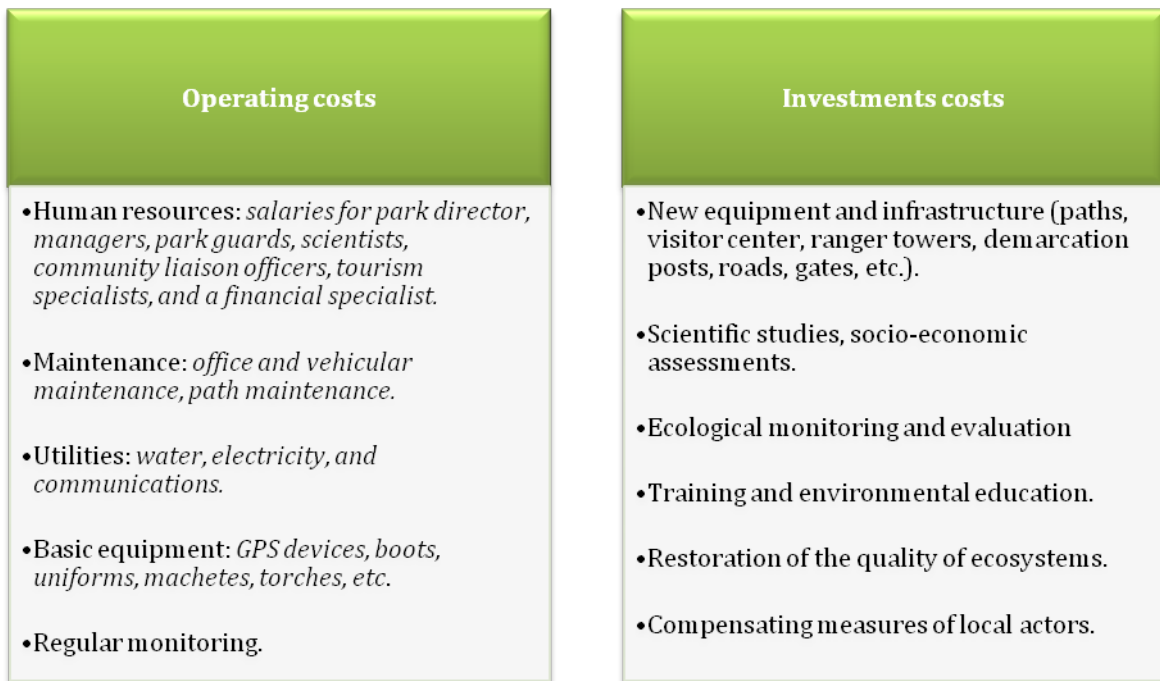 Operating costs
•Human resources: salaries for park director,
managers, park guards, scientists,
community liaison officers, tourism
specialists, and a financial specialist.
•Maintenance: office and vehicular
maintenance, path maintenance.
•Utilities: water, electricity, and
communications.
•Basic equipment: GPS devices, boots,
uniforms, machetes, torches, etc.
•Regular monitoring.
Investments costs
•New equipment and infrastructure (paths,
visitor center, ranger towers, demarcation
posts, roads, gates, etc.).
•Scientific studies, socio-economic
assessments.
•Ecological monitoring and evaluation
•Training and environmental education.
•Restoration of the quality of ecosystems.
•Compensating measures of local actors.